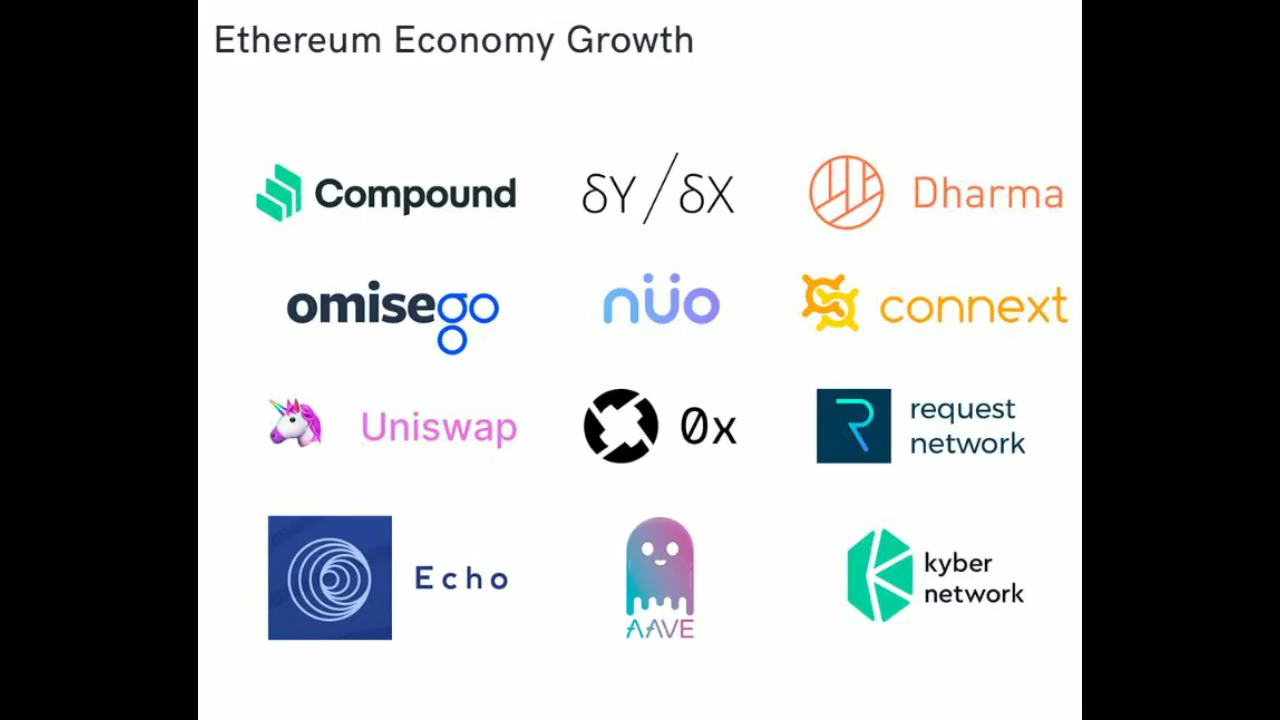 Ethereum Economy Growth
Compound
δY/δX
Dharma
omisego
nüo
connext
Uniswap
0x
request
network
Echo
AAVE
kyber
network